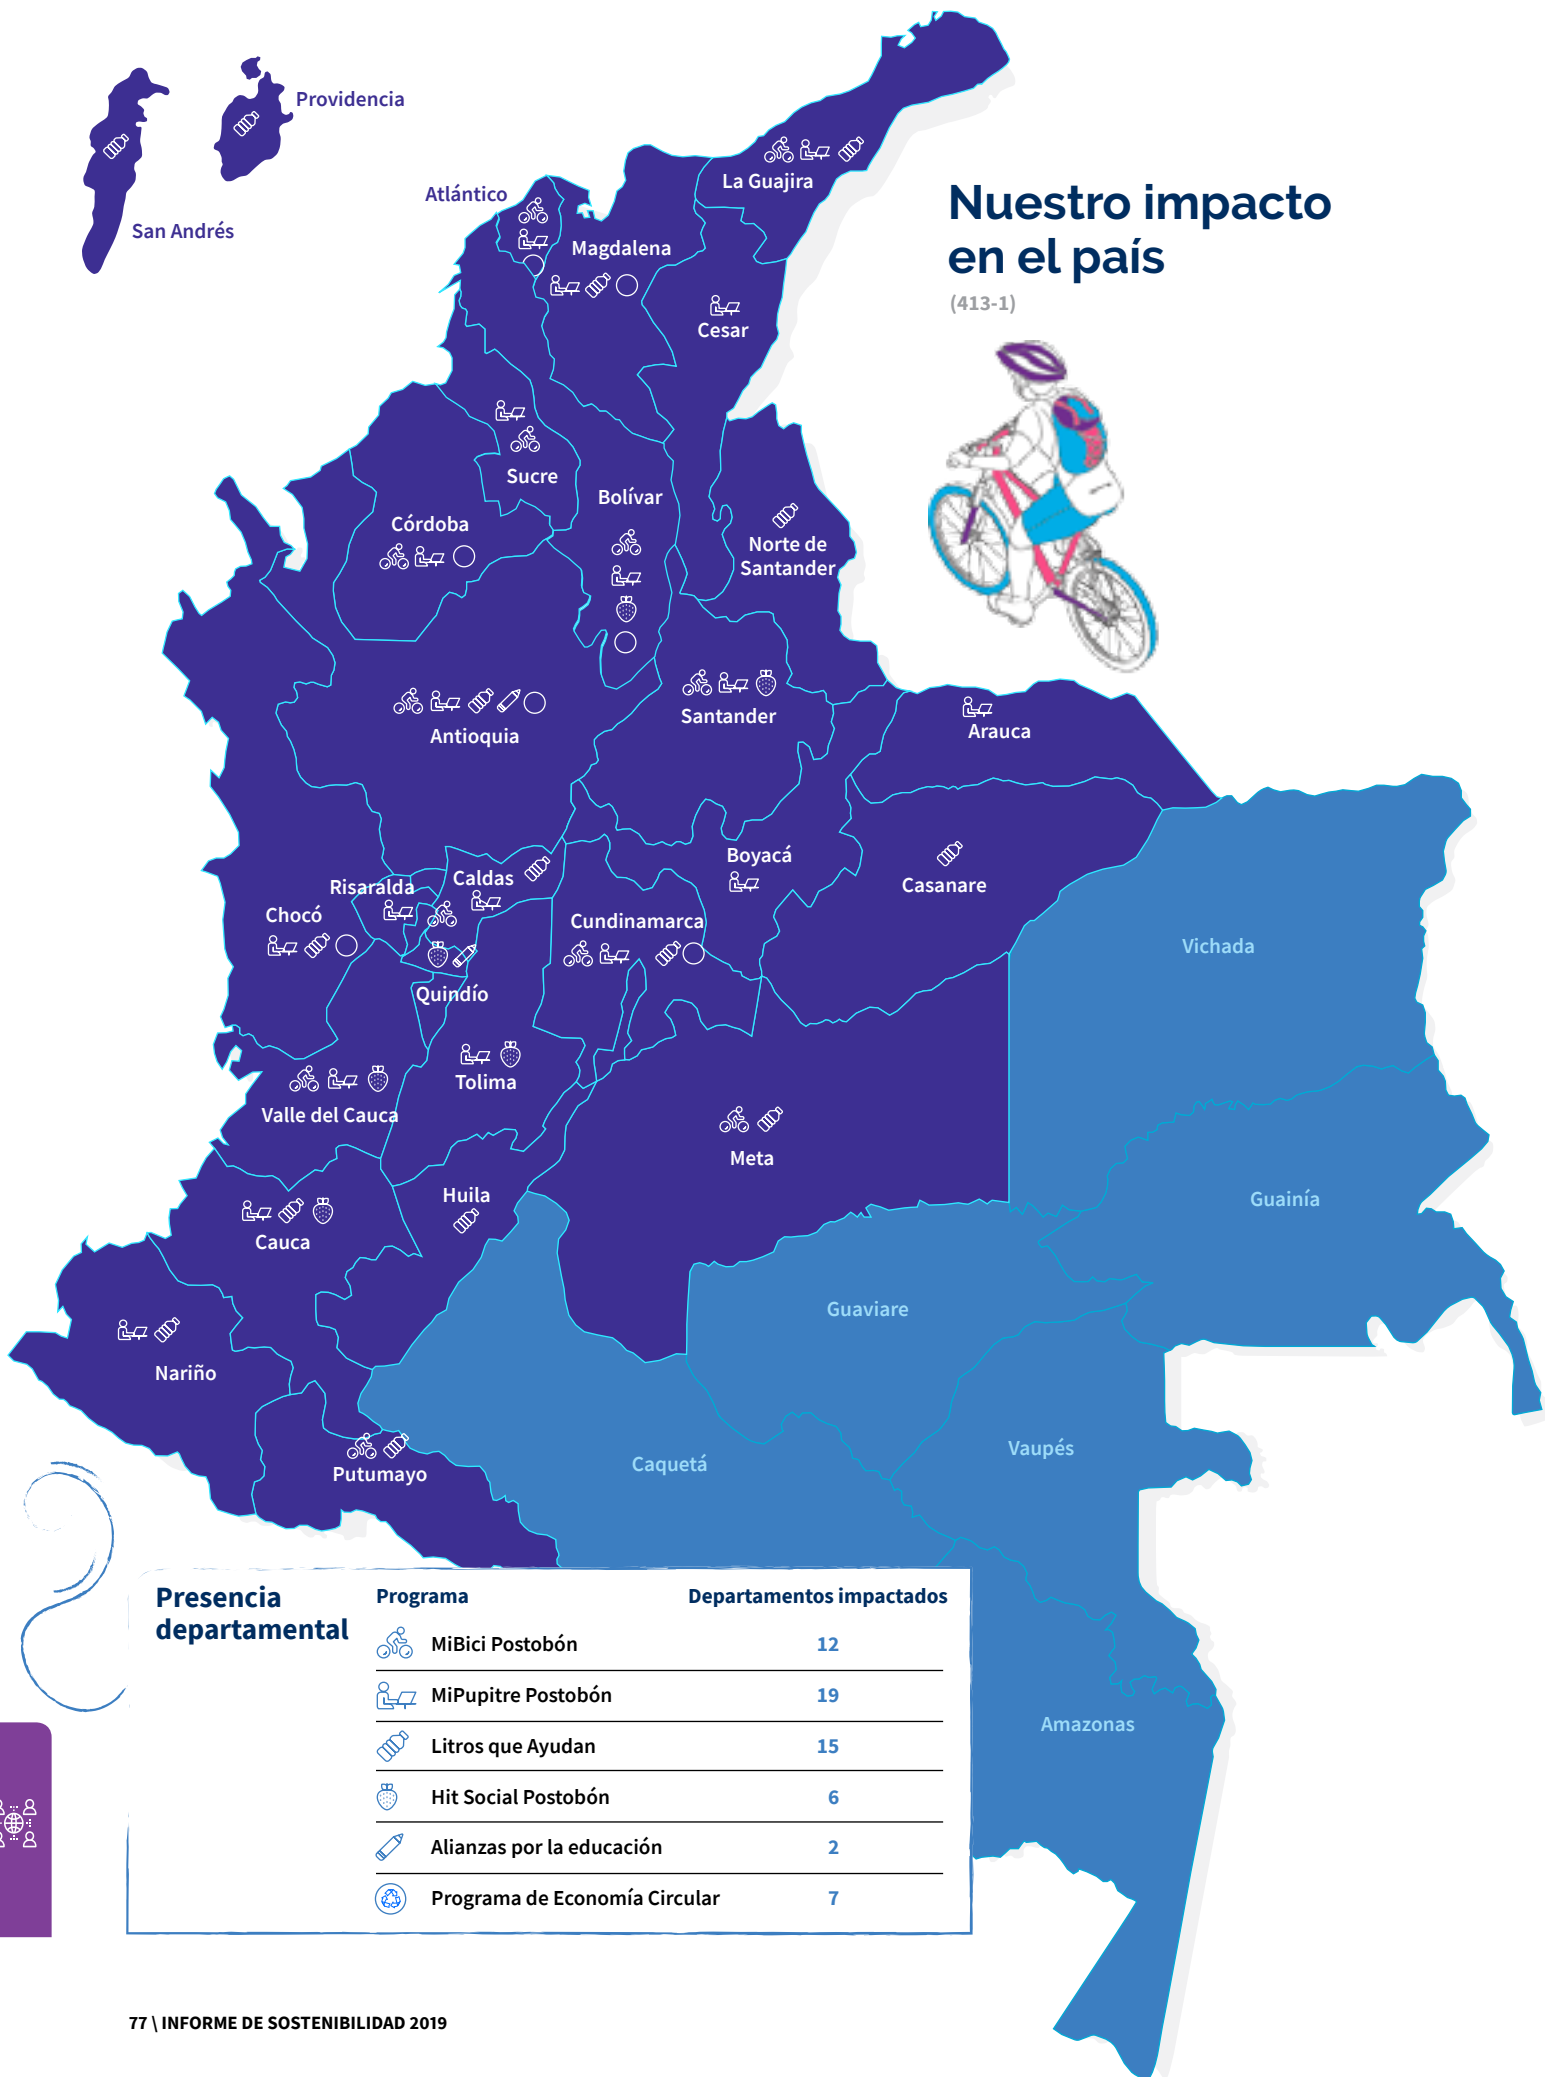 Providencia
San Andrés
Atlántico
Magdalena
La Guajira
Cesar
Nuestro impacto
en el país
(413-1)
Sucre
Bolívar
Córdoba
Norte de
Santander
Antioquia
Santander
Arauca
Boyacá
Casanare
Risaralda
Caldas
Chocó
Cundinamarca
Vichada
Quindío
Tolima
Valle del Cauca
Meta
Huila
Guainía
Cauca
Guaviare
Nariño
Putumayo
Caquetá
Vaupés
Amazonas
Presencia
departamental
Programa Departamentos impactados
MiBici Postobón 12
MiPupitre Postobón 19
Litros que Ayudan 15
Hit Social Postobón 6
Alianzas por la educación 2
Programa de Economía Circular 7
77 \ INFORME DE SOSTENIBILIDAD 2019